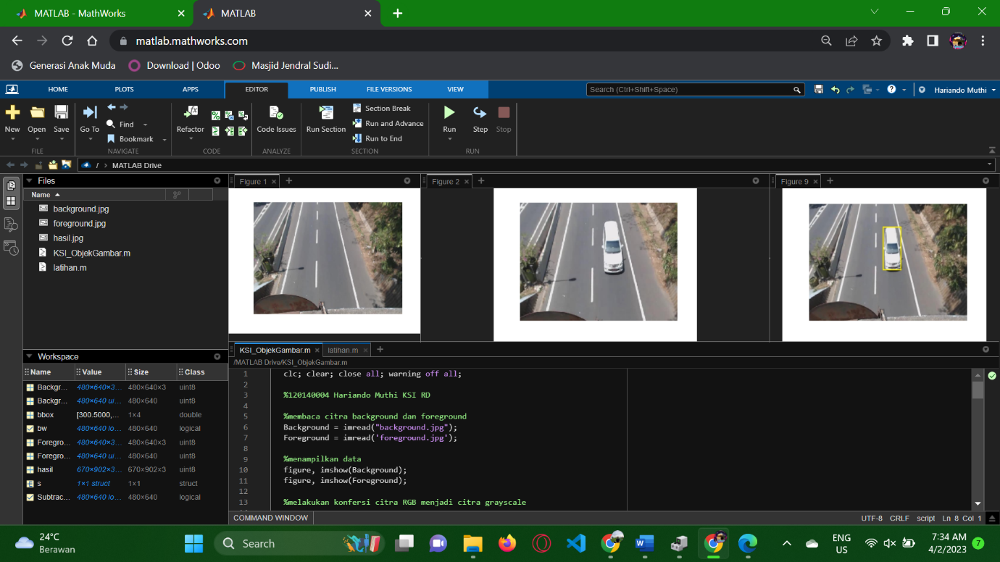 MATLAB - MathWorks
MATLAB
matlab.mathworks.com
Generasi Anak Muda
Download | Odoo
Masjid Jendral Sudi...
HOME PLOTS APPS EDITOR PUBLISH FILE VERSIONS VIEW
Search (Ctrl+Shift+Space)
Hariando Muthi
New Open Save
FILE
Go To
Find
Bookmark
NAVIGATE
Refactor
CODE
Code Issues
ANALYZE
Run Section
Section Break
Run and Advance
Run to End
SECTION
Run Step Stop
RUN
/ › MATLAB Drive
Files
Name
background.jpg
foreground.jpg
hasil.jpg
KSI_ObjekGambar.m
latihan.m
Figure 1
Figure 2
Figure 9
Workspace
Name Value Size Class
Backgr... 480×640×3... 480×640×3 uint8
Backgr... 480×640 ui... 480×640 uint8
bbox [300.5000,... 1×4 double
bw 480×640 lo... 480×640 logical
Foregro... 480×640×3... 480×640×3 uint8
Foregro... 480×640 ui... 480×640 uint8
hasil 670×902×3... 670×902×3 uint8
s 1×1 struct 1×1 struct
Subtrac... 480×640 lo... 480×640 logical
KSI_ObjekGambar.m
latihan.m
/MATLAB Drive/KSI_ObjekGambar.m
1 clc; clear; close all; warning off all;
2
3 %120140004 Hariando Muthi KSI RD
4
5 %membaca citra background dan foreground
6 Background = imread("background.jpg");
7 Foreground = imread('foreground.jpg');
8
9 %menampilkan data
10 figure, imshow(Background);
11 figure, imshow(Foreground);
12
13 %melakukan konfersi citra RGB menjadi citra grayscale
COMMAND WINDOW
UTF-8 CRLF script Ln 8 Col 1
24°C
Berawan
Search
ENG
US
7:34 AM
4/2/2023
7